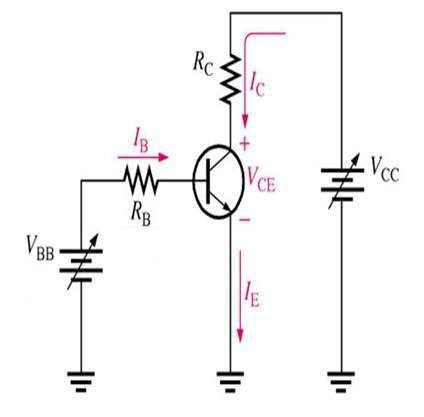 R_C
I_C
I_B
+
V_CE
V_CC
R_B
−
V_BB
I_E